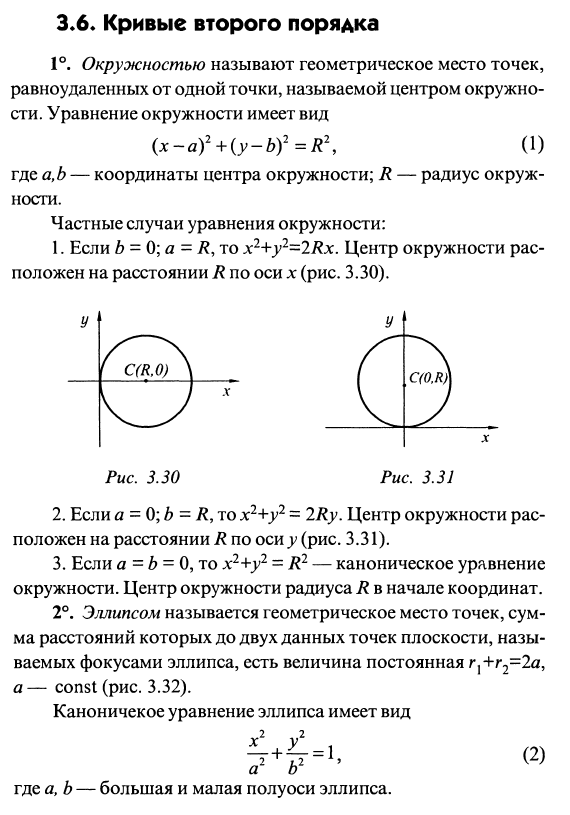 3.6. Кривые второго порядка
1°. Окружностью называют геометрическое место точек,
равноудаленных от одной точки, называемой центром окружно-
сти. Уравнение окружности имеет вид
(x – a)² + (y – b)² = R², (1)
где a,b — координаты центра окружности; R — радиус окруж-
ности.
Частные случаи уравнения окружности:
1. Если b = 0; a = R, то x²+y²=2Rx. Центр окружности рас-
положен на расстоянии R по оси x (рис. 3.30).
y
C(R,0)
x
y
C(0,R)
x
Рис. 3.30
Рис. 3.31
2. Если a = 0; b = R, то x²+y² = 2Ry. Центр окружности рас-
положен на расстоянии R по оси y (рис. 3.31).
3. Если a = b = 0, то x²+y² = R² — каноническое уравнение
окружности. Центр окружности радиуса R в начале координат.
2°. Эллипсом называется геометрическое место точек, сум-
ма расстояний которых до двух данных точек плоскости, назы-
ваемых фокусами эллипса, есть величина постоянная r₁+r₂=2a,
a — const (рис. 3.32).
Каноничекое уравнение эллипса имеет вид
x²/a² + y²/b² = 1, (2)
где a, b — большая и малая полуоси эллипса.